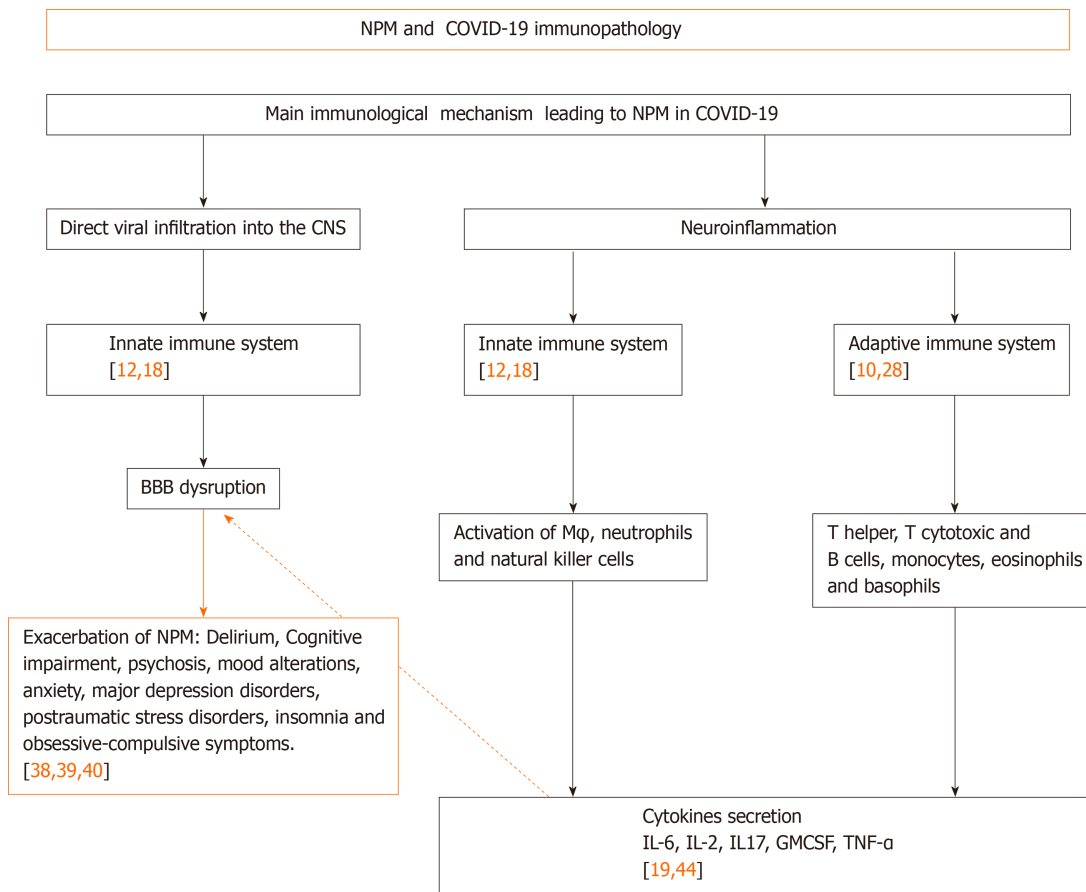 NPM and COVID-19 immunopathology
Main immunological mechanism leading to NPM in COVID-19
Direct viral infiltration into the CNS
Neuroinflammation
Innate immune system
[12,18]
Innate immune system
[12,18]
Adaptive immune system
[10,28]
BBB dysruption
Activation of Mφ, neutrophils
and natural killer cells
T helper, T cytotoxic and
B cells, monocytes, eosinophils
and basophils
Exacerbation of NPM: Delirium, Cognitive
impairment, psychosis, mood alterations,
anxiety, major depression disorders,
postraumatic stress disorders, insomnia and
obsessive-compulsive symptoms.
[38,39,40]
Cytokines secretion
IL-6, IL-2, IL17, GMCSF, TNF-α
[19,44]